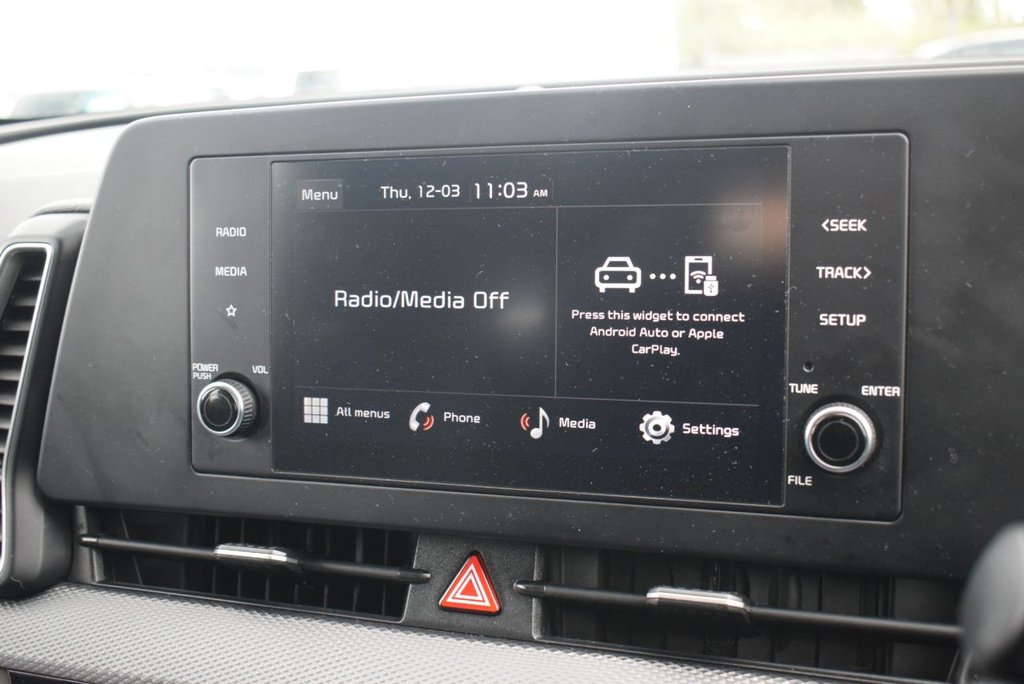 Menu
Thu, 12-03 11:03 AM
RADIO
MEDIA
POWER
PUSH
VOL
Radio/Media Off
Press this widget to connect
Android Auto or Apple
CarPlay.
All menus
Phone
Media
Settings
<SEEK
TRACK>
SETUP
TUNE
ENTER
FILE